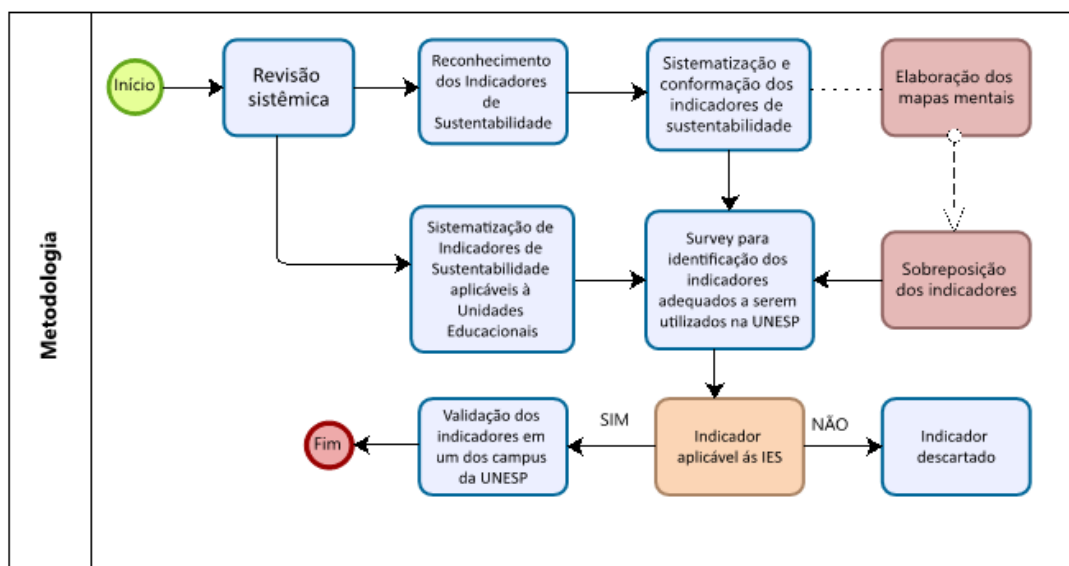 Metodologia
Início
Revisão
sistêmica
Reconhecimento
dos Indicadores
de
Sustentabilidade
Sistematização e
conformação dos
indicadores de
sustentabilidade
Elaboração dos
mapas mentais
Sistematização de
Indicadores de
Sustentabilidade
aplicáveis à
Unidades
Educacionais
Survey para
identificação dos
indicadores
adequados a serem
utilizados na UNESP
Sobreposição
dos indicadores
Fim
Validação dos
indicadores em
um dos campus
da UNESP
SIM
Indicador
aplicável ás IES
NÃO
Indicador
descartado